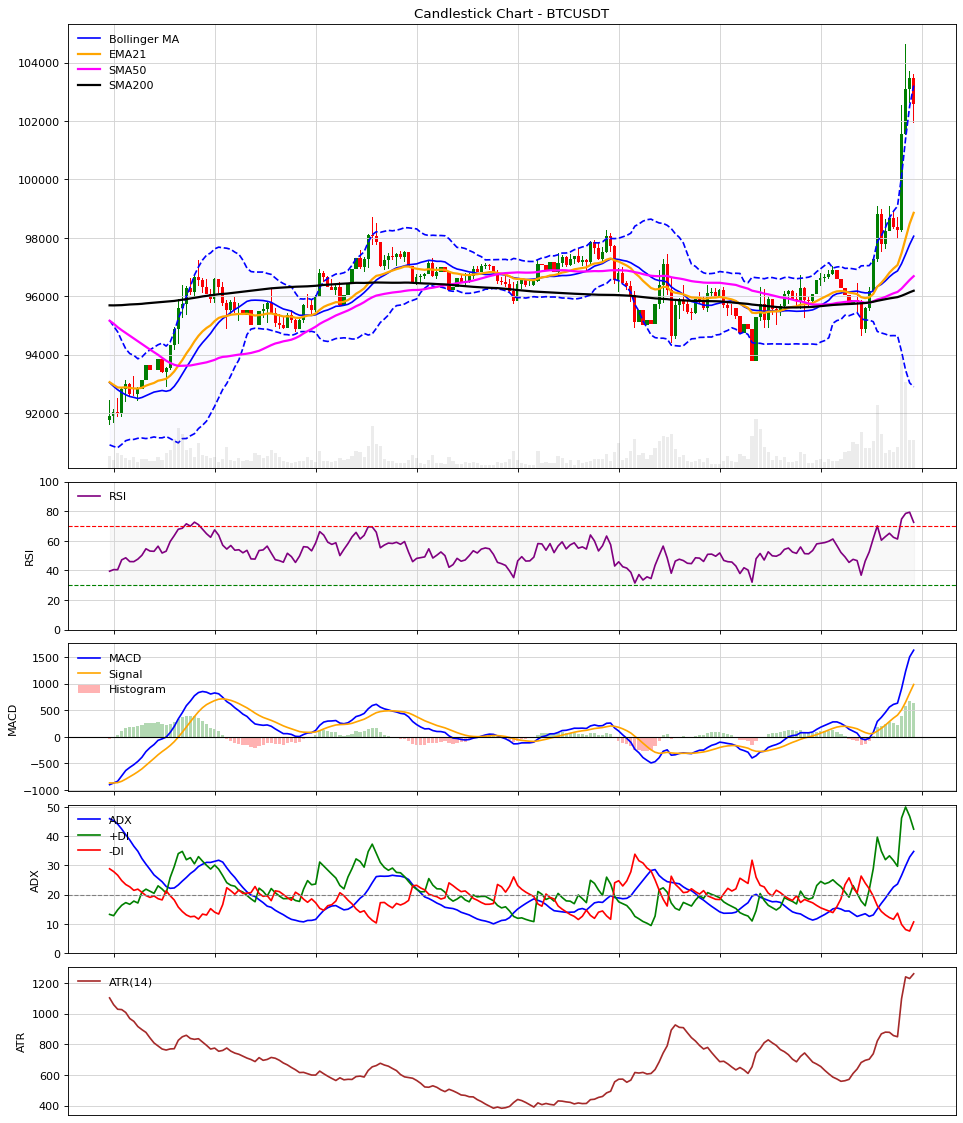 Candlestick Chart - BTCUSDT
Bollinger MA
EMA21
SMA50
SMA200
104000
102000
100000
98000
96000
94000
92000
RSI
100
80
60
40
20
0
RSI
MACD
Signal
Histogram
1500
1000
500
0
−500
−1000
MACD
ADX
+DI
-DI
50
40
30
20
10
0
ADX
ATR(14)
1200
1000
800
600
400
ATR